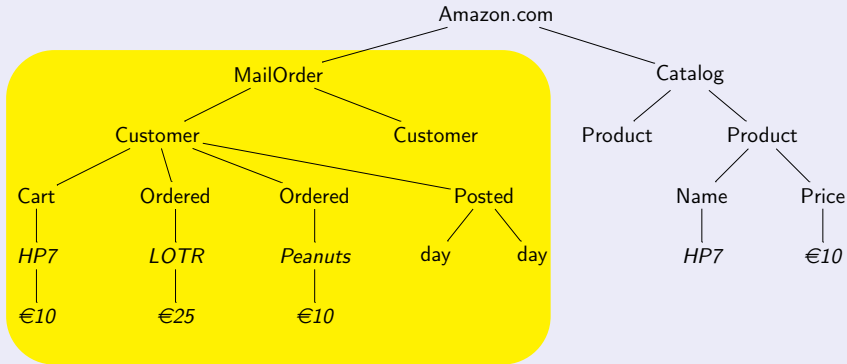 Amazon.com
MailOrder Catalog
Customer Customer Product Product
Cart Ordered Ordered Posted Name Price
HP7 LOTR Peanuts day day HP7 €10
€10 €25 €10